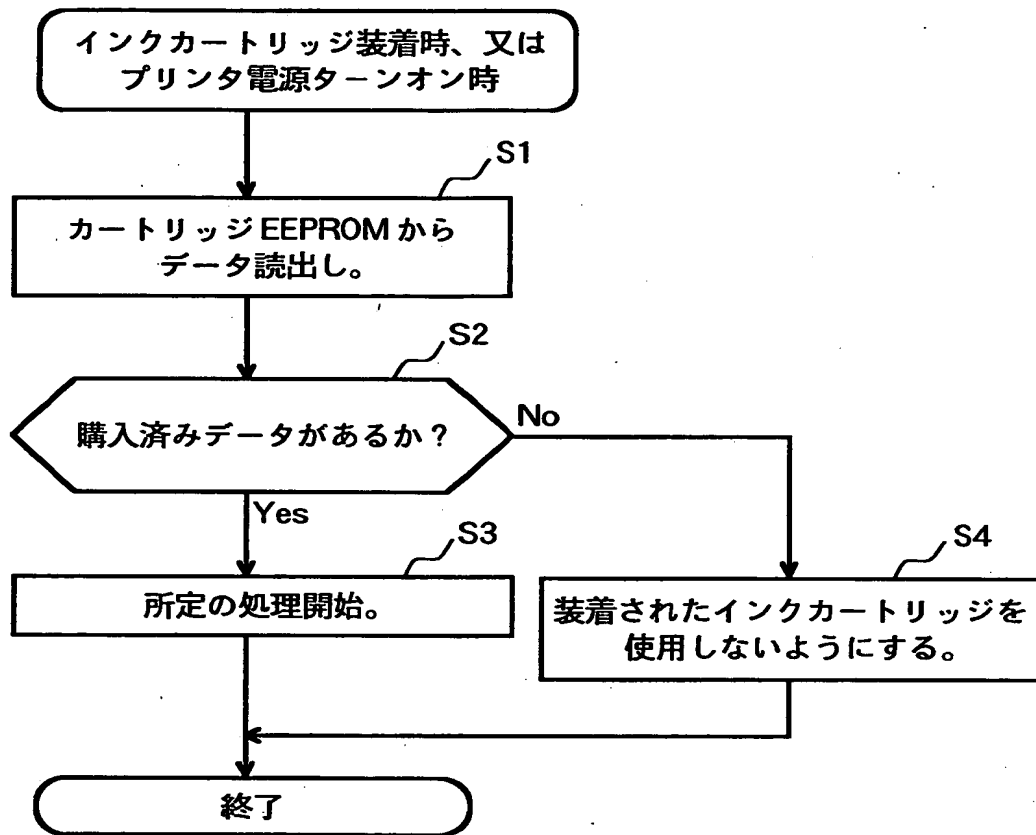 インクカートリッジ装着時、又は
プリンタ電源ターンオン時
S1
カートリッジEEPROMから
データ読出し。
S2
購入済みデータがあるか？
No
Yes
S3
所定の処理開始。
S4
装着されたインクカートリッジを
使用しないようにする。
終了